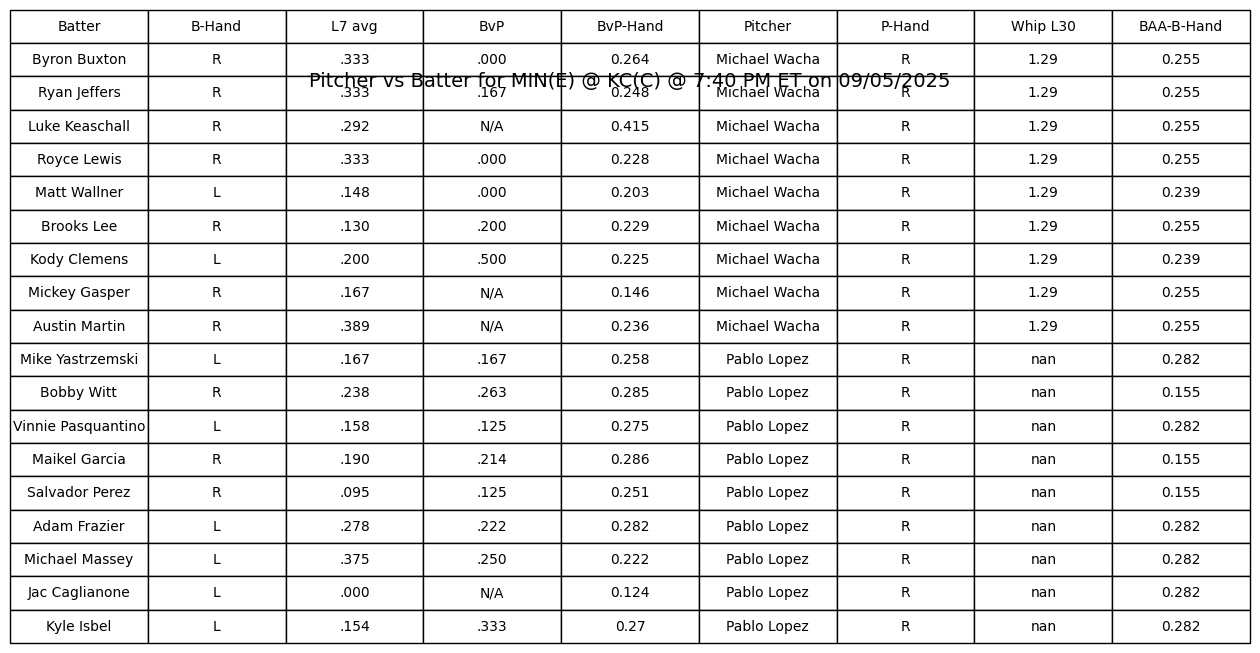 Batter B-Hand L7 avg BvP BvP-Hand Pitcher P-Hand Whip L30 BAA-B-Hand
Byron Buxton R .333 .000 0.264 Michael Wacha R 1.29 0.255
Pitcher vs Batter for MIN(E) @ KC(C) @ 7:40 PM ET on 09/05/2025
Ryan Jeffers R .333 .167 0.248 Michael Wacha R 1.29 0.255
Luke Keaschall R .292 N/A 0.415 Michael Wacha R 1.29 0.255
Royce Lewis R .333 .000 0.228 Michael Wacha R 1.29 0.255
Matt Wallner L .148 .000 0.203 Michael Wacha R 1.29 0.239
Brooks Lee R .130 .200 0.229 Michael Wacha R 1.29 0.255
Kody Clemens L .200 .500 0.225 Michael Wacha R 1.29 0.239
Mickey Gasper R .167 N/A 0.146 Michael Wacha R 1.29 0.255
Austin Martin R .389 N/A 0.236 Michael Wacha R 1.29 0.255
Mike Yastrzemski L .167 .167 0.258 Pablo Lopez R nan 0.282
Bobby Witt R .238 .263 0.285 Pablo Lopez R nan 0.155
Vinnie Pasquantino L .158 .125 0.275 Pablo Lopez R nan 0.282
Maikel Garcia R .190 .214 0.286 Pablo Lopez R nan 0.155
Salvador Perez R .095 .125 0.251 Pablo Lopez R nan 0.155
Adam Frazier L .278 .222 0.282 Pablo Lopez R nan 0.282
Michael Massey L .375 .250 0.222 Pablo Lopez R nan 0.282
Jac Caglianone L .000 N/A 0.124 Pablo Lopez R nan 0.282
Kyle Isbel L .154 .333 0.27 Pablo Lopez R nan 0.282